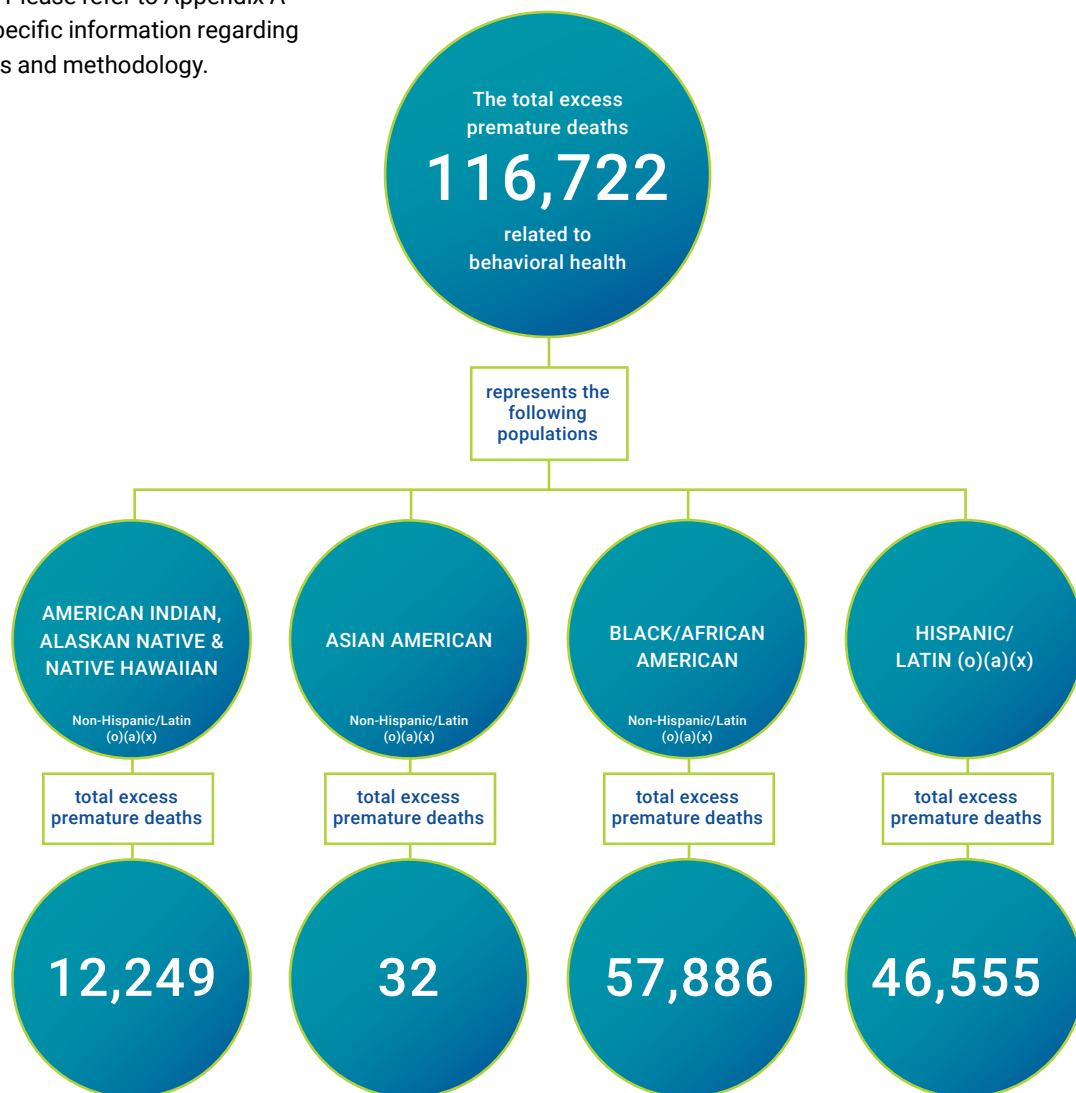 Please refer to Appendix A
specific information regarding
and methodology.
The total excess
premature deaths
116,722
related to
behavioral health
represents the
following
populations
AMERICAN INDIAN,
ALASKAN NATIVE &
NATIVE HAWAIIAN
Non-Hispanic/Latin
(o)(a)(x)
ASIAN AMERICAN
Non-Hispanic/Latin
(o)(a)(x)
BLACK/AFRICAN
AMERICAN
Non-Hispanic/Latin
(o)(a)(x)
HISPANIC/
LATIN (o)(a)(x)
total excess
premature deaths
total excess
premature deaths
total excess
premature deaths
total excess
premature deaths
12,249
32
57,886
46,555